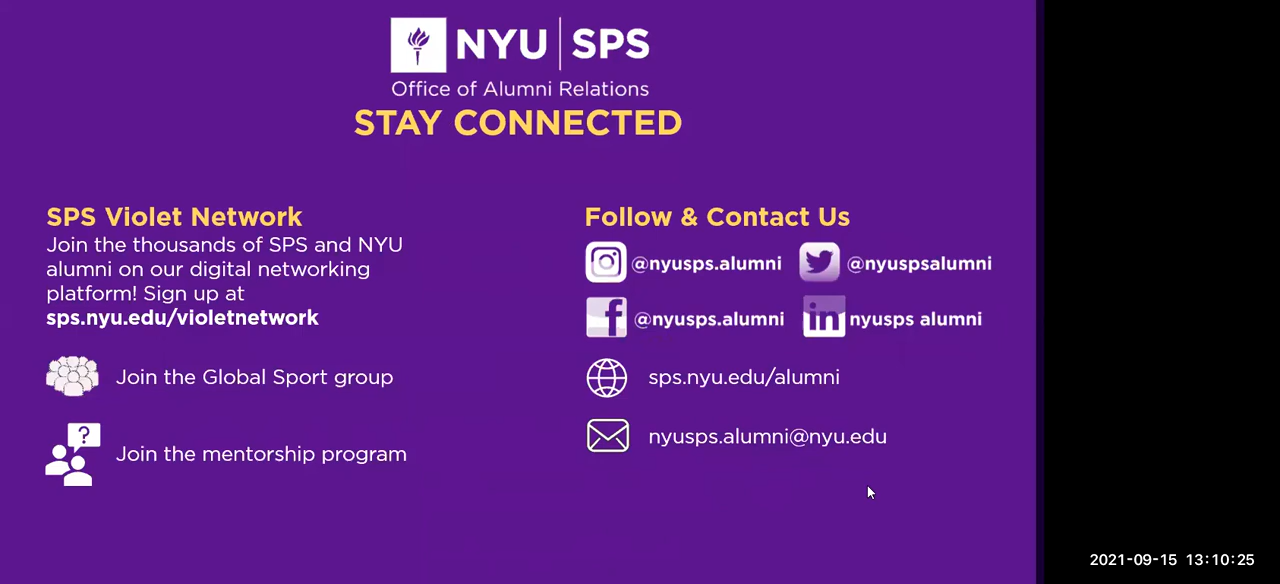 NYU SPS
Office of Alumni Relations
STAY CONNECTED
SPS Violet Network
Join the thousands of SPS and NYU
alumni on our digital networking
platform! Sign up at
sps.nyu.edu/violetnetwork
Join the Global Sport group
?
Join the mentorship program
Follow & Contact Us
@nyusps.alumni
@nyuspsalumni
f @nyusps.alumni
in nyusps alumni
sps.nyu.edu/alumni
nyusps.alumni@nyu.edu
2021-09-15 13:10:25